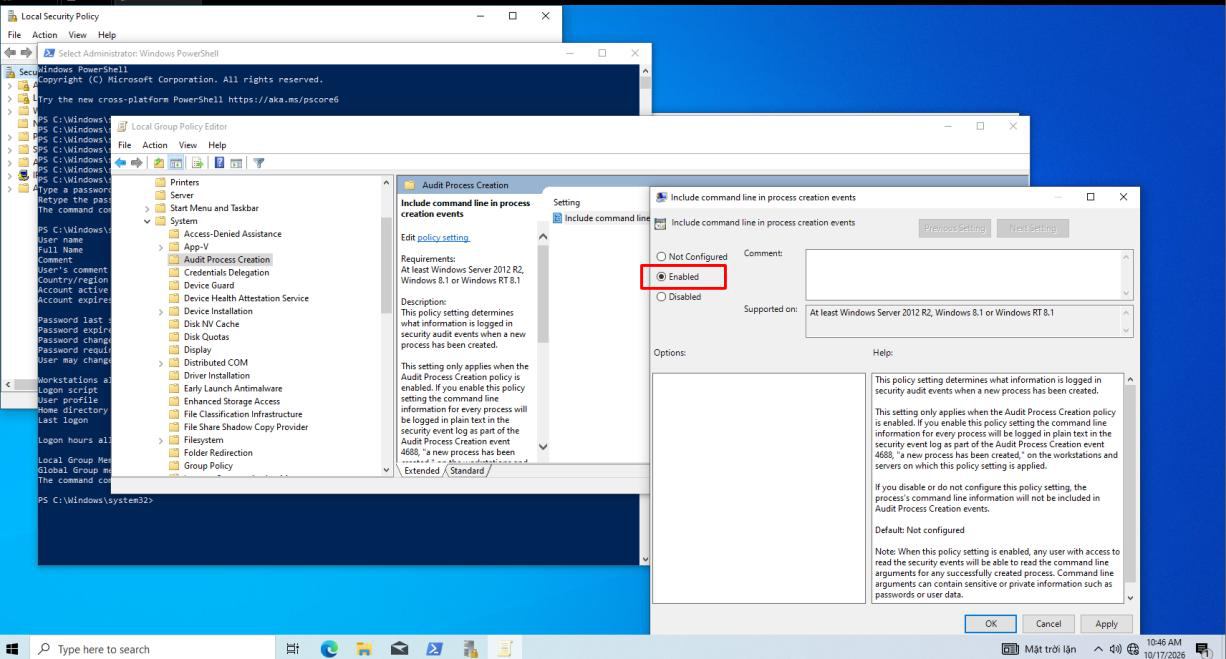 Local Security Policy
File Action View Help
Select Administrator: Windows PowerShell
Windows PowerShell
Copyright (C) Microsoft Corporation. All rights reserved.
Try the new cross-platform PowerShell https://aka.ms/pscore6
PS C:\Windows\
PS C:\Windows\
PS C:\Windows\
PS C:\Windows\
PS C:\Windows\
PS C:\Windows\
Type a password
Retype the pass
The command com
PS C:\Windows\
User name
Full Name
Comment
User's comment
Country/region
Account active
Account expires
Password last s
Password expire
Password change
Password requir
User may change
Workstations al
Logon script
User profile
Home directory
Last logon
Logon hours all
Local Group Mem
Global Group me
The command com
PS C:\Windows\system32>
Local Group Policy Editor
File Action View Help
Printers
Server
Start Menu and Taskbar
System
Access-Denied Assistance
App-V
Audit Process Creation
Credentials Delegation
Device Guard
Device Health Attestation Service
Device Installation
Disk NV Cache
Disk Quotas
Display
Distributed COM
Driver Installation
Early Launch Antimalware
Enhanced Storage Access
File Classification Infrastructure
File Share Shadow Copy Provider
Filesystem
Folder Redirection
Group Policy
Audit Process Creation
Include command line in process
creation events
Edit policy setting
Requirements:
At least Windows Server 2012 R2,
Windows 8.1 or Windows RT 8.1
Description:
This policy setting determines
what information is logged in
security audit events when a new
process has been created.
This setting only applies when the
Audit Process Creation policy is
enabled. If you enable this policy
setting the command line
information for every process will
be logged in plain text in the
security event log as part of the
Audit Process Creation event
4688, "a new process has been
Setting
Include command line
Extended Standard
Include command line in process creation events
Include command line in process creation events
Previous Setting Next Setting
Not Configured
Enabled
Disabled
Comment:
Supported on:
At least Windows Server 2012 R2, Windows 8.1 or Windows RT 8.1
Options:
Help:
This policy setting determines what information is logged in
security audit events when a new process has been created.
This setting only applies when the Audit Process Creation policy
is enabled. If you enable this policy setting the command line
information for every process will be logged in plain text in the
security event log as part of the Audit Process Creation event
4688, "a new process has been created," on the workstations and
servers on which this policy setting is applied.
If you disable or do not configure this policy setting, the
process's command line information will not be included in
Audit Process Creation events.
Default: Not configured
Note: When this policy setting is enabled, any user with access to
read the security events will be able to read the command line
arguments for any successfully created process. Command line
arguments can contain sensitive or private information such as
passwords or user data.
OK Cancel Apply
Type here to search
Mặt trời lặn
10:46 AM
10/17/2026
1